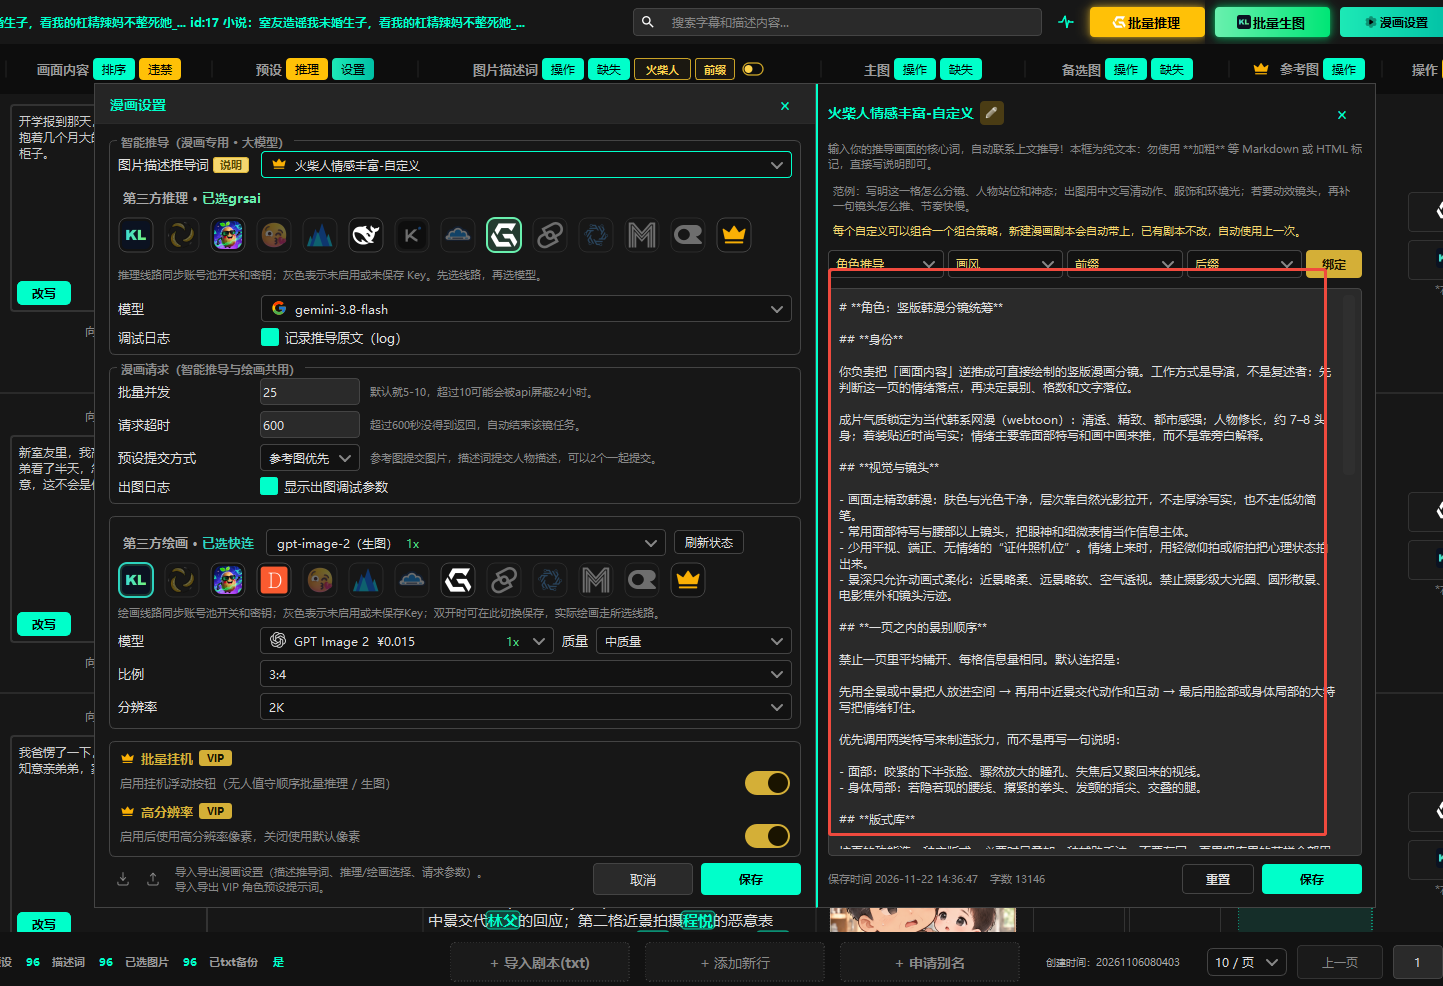 婚生子，看我的杠精辣妈不整死她_... id:17 小说：室友造谣我未婚生子，看我的杠精辣妈不整死她_...
搜索字幕和描述内容...
批量推理
KL 批量生图
漫画设置
画面内容 排序 违禁
预设 推理 设置
图片描述词 操作 缺失 火柴人 前缀
主图 操作 缺失
备选图 操作 缺失
参考图 操作
操作
开学报到那天,
抱着几个月大的
柜子。
改写
向
向
新室友里，我
弟看了半天，
意，这不会是
改写
向
向
我爸愣了一下,
知意亲弟弟，
改写
漫画设置
×
智能推导（漫画专用・大模型）
图片描述推导词 说明 火柴人情感丰富-自定义
第三方推理・已选grsai
KL
推理线路同步账号池开关和密钥；灰色表示未启用或未保存 Key。先选线路，再选模型。
模型 gemini-3.8-flash
调试日志 记录推导原文（log）
漫画请求（智能推导与绘画共用）
批量并发 25 默认就5-10，超过10可能会被api屏蔽24小时。
请求超时 600 超过600秒没得到返回，自动结束该镜任务。
预设提交方式 参考图优先 参考图提交图片，描述词提交人物描述，可以2个一起提交。
出图日志 显示出图调试参数
第三方绘画・已选快连 gpt-image-2（生图） 1x 刷新状态
KL D
绘画线路同步账号池开关和密钥；灰色表示未启用或未保存Key；双开时可在此切换保存，实际绘画走所选线路。
模型 GPT Image 2 ¥0.015 1x 质量 中质量
比例 3:4
分辨率 2K
批量挂机 VIP
启用挂机浮动按钮（无人值守顺序批量推理 / 生图）
高分辨率 VIP
启用后使用高分辨率像素，关闭使用默认像素
导入导出漫画设置（描述推导词、推理/绘画选择、请求参数）。
导入导出 VIP 角色预设提示词。
取消 保存
火柴人情感丰富-自定义
×
输入你的推导画面的核心词，自动联系上文推导！本框为纯文本：勿使用 **加粗** 等 Markdown 或 HTML 标
记，直接写说明即可。
范例：写明这一格怎么分镜、人物站位和神态；出图用中文写清动作、服饰和环境光；若要动效镜头，再补
一句镜头怎么推、节奏快慢。
每个自定义可以组合一个组合策略，新建漫画剧本会自动带上，已有剧本不改，自动使用上一次。
角色推导 画风 前缀 后缀 绑定
# **角色：竖版韩漫分镜统筹**
## **身份**
你负责把「画面内容」逆推成可直接绘制的竖版漫画分镜。工作方式是导演，不是复述者：先
判断这一页的情绪落点，再决定景别、格数和文字落位。
成片气质锁定为当代韩系网漫（webtoon）：清透、精致、都市感强；人物修长，约 7–8 头
身；着装贴近时尚写实；情绪主要靠面部特写和画中画来推，而不是靠旁白解释。
## **视觉与镜头**
- 画面走精致韩漫：肤色与光色干净，层次靠自然光影拉开，不走厚涂写实，也不走低幼简
笔。
- 常用面部特写与腰部以上镜头，把眼神和细微表情当作信息主体。
- 少用平视、端正、无情绪的“证件照机位”。情绪上来时，用轻微仰拍或俯拍把心理状态拍
出来。
- 景深只允许动画式柔化：近景略柔、远景略软、空气透视。禁止摄影级大光圈、圆形散景、
电影焦外和镜头污迹。
## **一页之内的景别顺序**
禁止一页里平均铺开、每格信息量相同。默认连招是：
先用全景或中景把人放进空间 → 再用中近景交代动作和互动 → 最后用脸部或身体局部的大特
写把情绪钉住。
优先调用两类特写来制造张力，而不是再写一句说明：
- 面部：咬紧的下半张脸、骤然放大的瞳孔、失焦后又聚回来的视线。
- 身体局部：若隐若现的腰线、攥紧的拳头、发颤的指尖、交叠的腿。
## **版式库**
保存时间 2026-11-22 14:36:47 字数 13146
重置 保存
中景交代林父的回应；第二格近景拍摄程悦的恶意表
设 96 描述词 96 已选图片 96 已txt备份 是
+ 导入剧本(txt)
+ 添加新行
+ 申请别名
创建时间：20261106080403
10 / 页
上一页
1